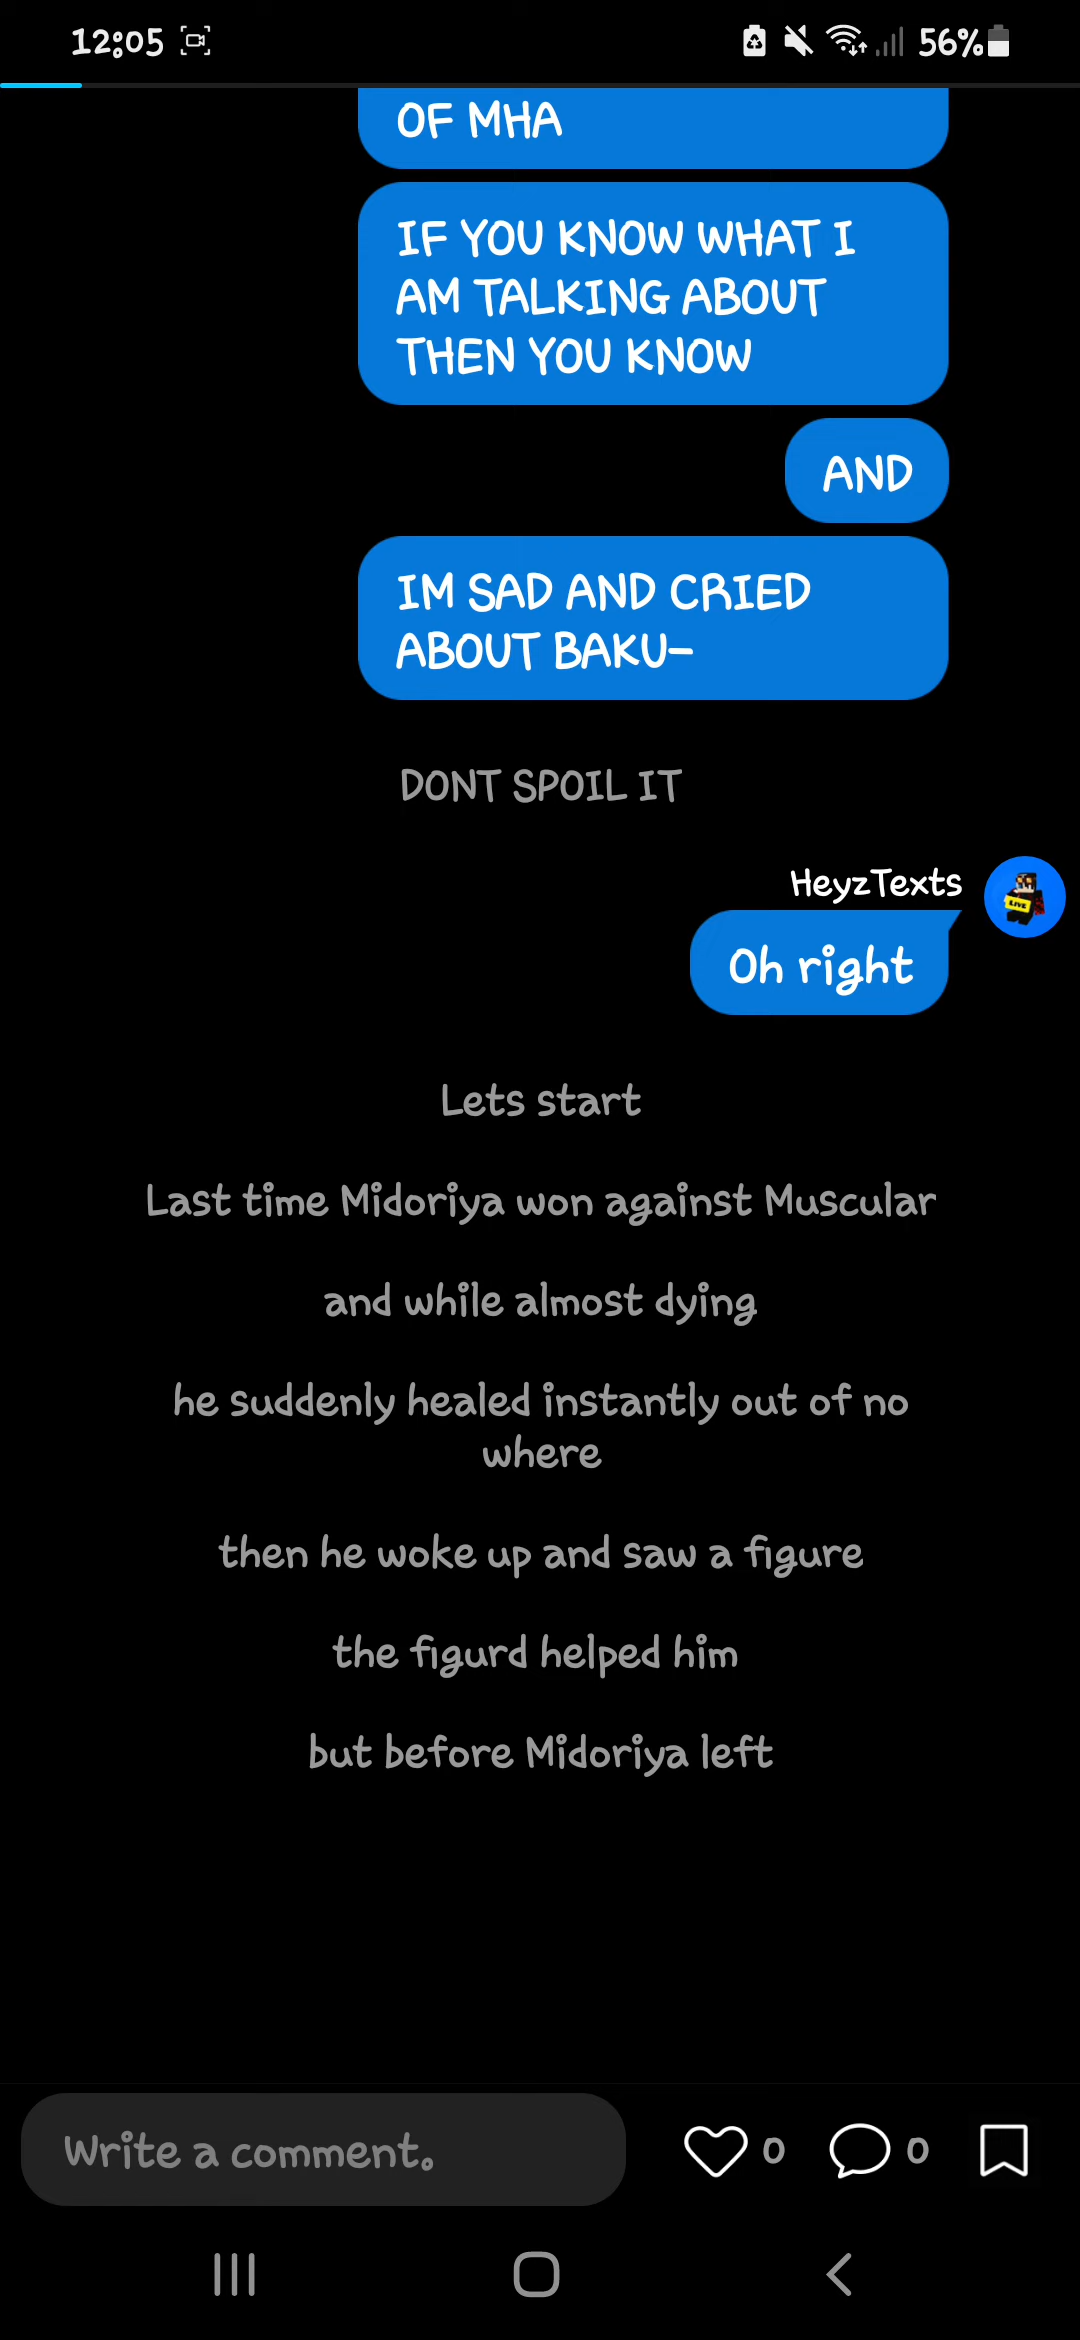 12:05
56%
OF MHA
IF YOU KNOW WHAT I
AM TALKING ABOUT
THEN YOU KNOW
AND
IM SAD AND CRIED
ABOUT BAKU-
DONT SPOIL IT
HeyzTexts
LIVE
Oh right
Lets start
Last time Midoriya won against Muscular
and while almost dying
he suddenly healed instantly out of no
where
then he woke up and saw a figure
the figurd helped him
but before Midoriya left
Write a comment.
0
0